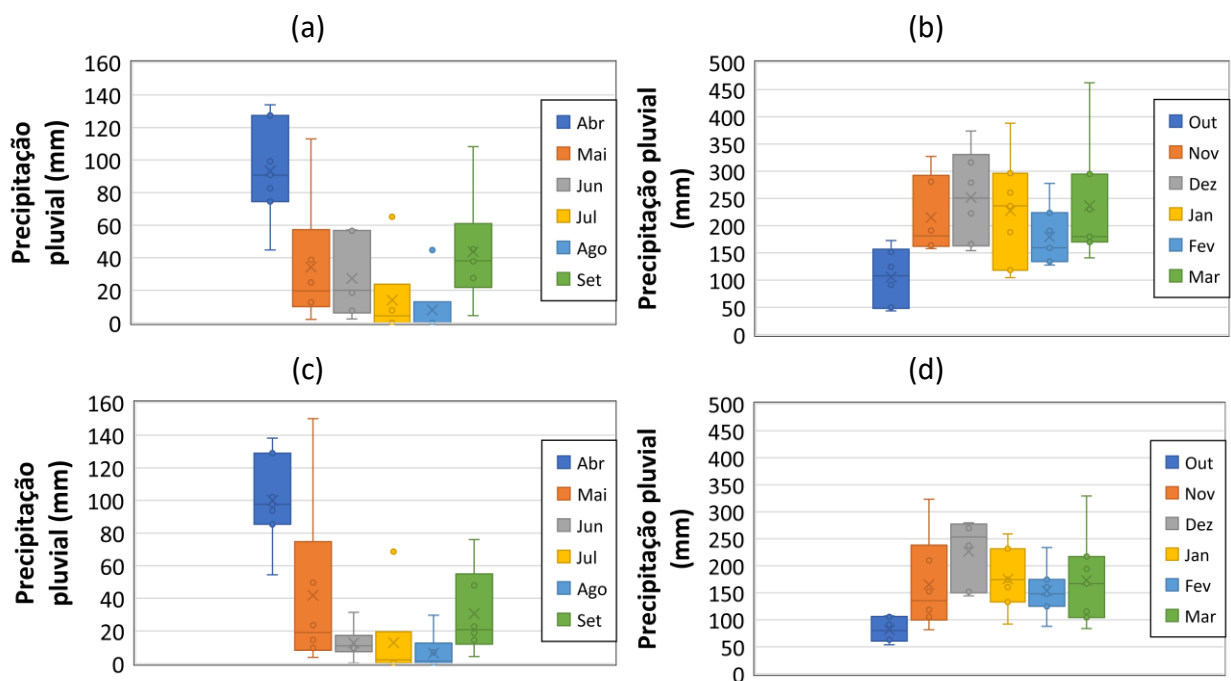 (a)
Precipitação
pluvial (mm)
160
140
120
100
80
60
40
20
0
Abr
Mai
Jun
Jul
Ago
Set
(b)
Precipitação pluvial
(mm)
500
450
400
350
300
250
200
150
100
50
0
Out
Nov
Dez
Jan
Fev
Mar
(c)
Precipitação
pluvial (mm)
160
140
120
100
80
60
40
20
0
Abr
Mai
Jun
Jul
Ago
Set
(d)
Precipitação pluvial
(mm)
500
450
400
350
300
250
200
150
100
50
0
Out
Nov
Dez
Jan
Fev
Mar